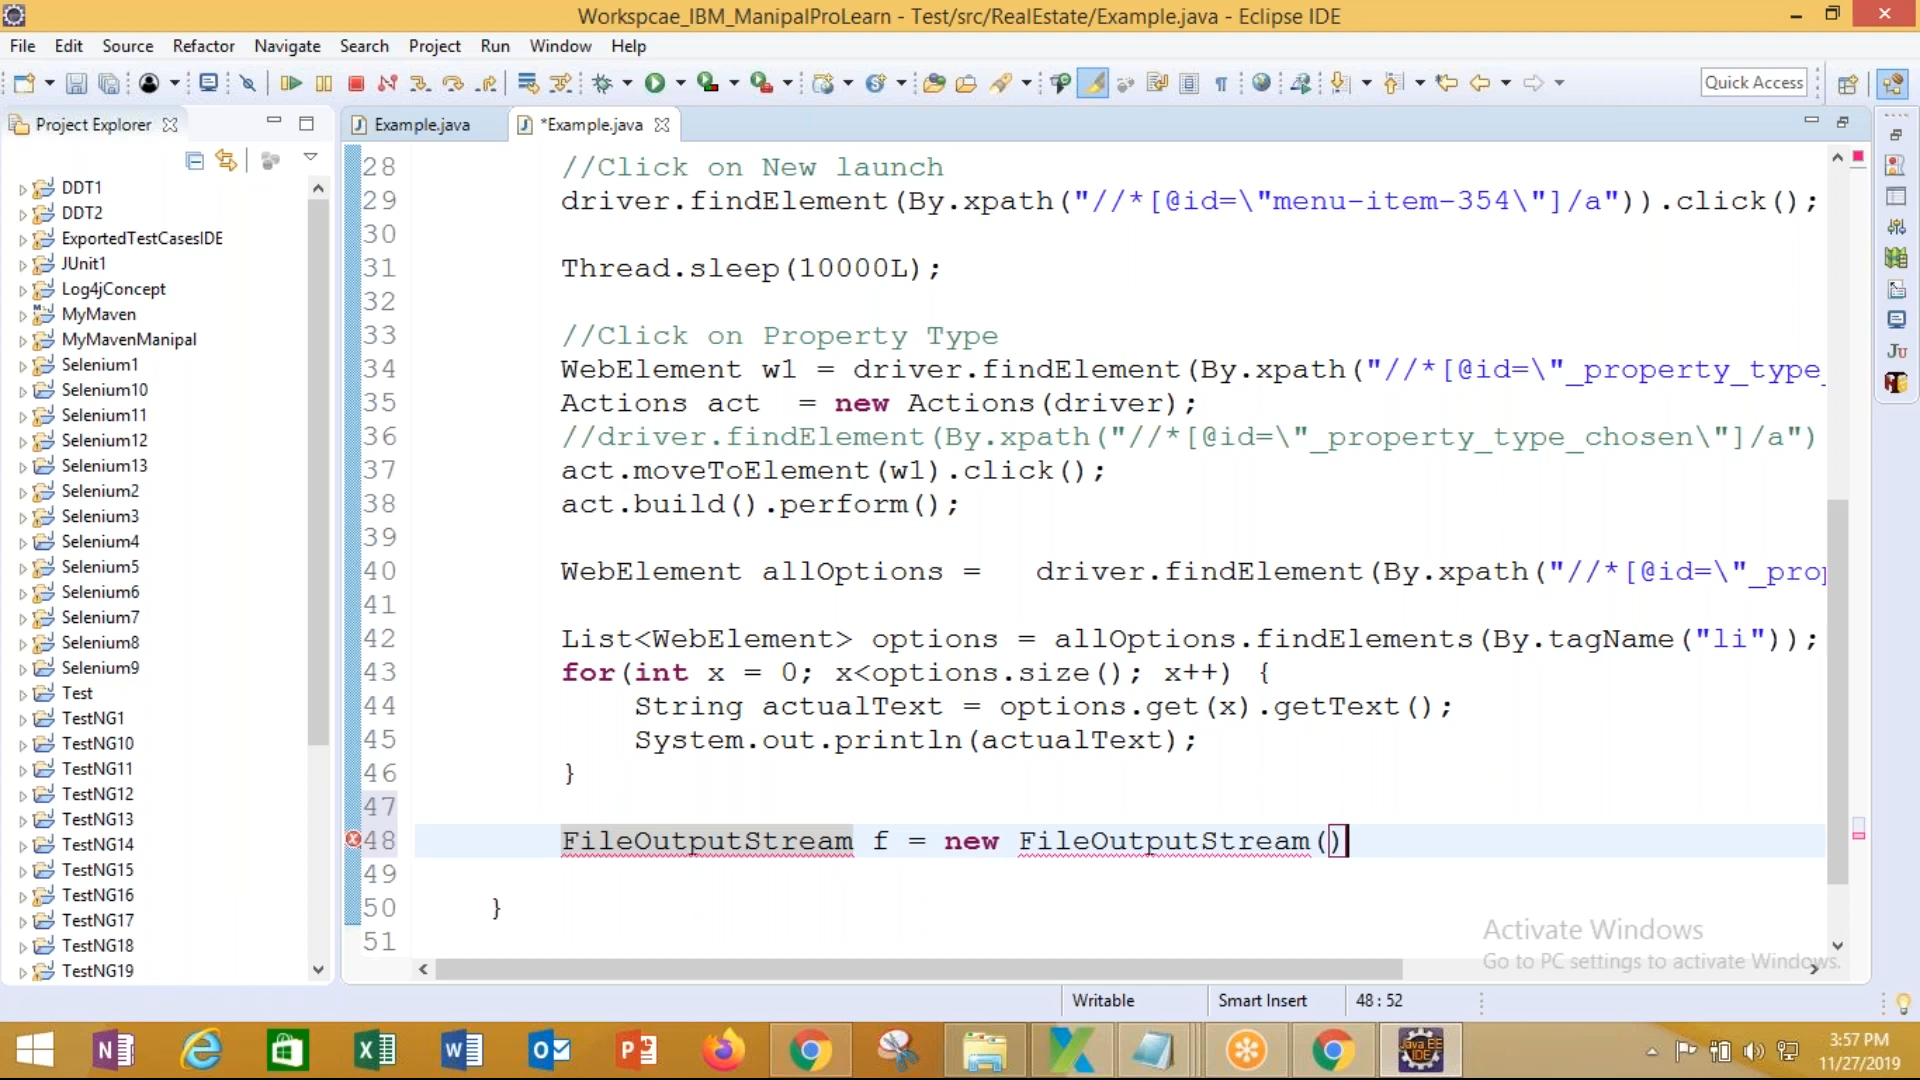 Workspcae_IBM_ManipalProLearn - Test/src/RealEstate/Example.java - Eclipse IDE
File Edit Source Refactor Navigate Search Project Run Window Help
Quick Access
Project Explorer
Example.java
*Example.java
DDT1
DDT2
ExportedTestCasesIDE
JUnit1
Log4jConcept
MyMaven
MyMavenManipal
Selenium1
Selenium10
Selenium11
Selenium12
Selenium13
Selenium2
Selenium3
Selenium4
Selenium5
Selenium6
Selenium7
Selenium8
Selenium9
Test
TestNG1
TestNG10
TestNG11
TestNG12
TestNG13
TestNG14
TestNG15
TestNG16
TestNG17
TestNG18
TestNG19
28 //Click on New launch
29 driver.findElement(By.xpath("//*[@id=\"menu-item-354\"]/a")).click();
30
31 Thread.sleep(10000L);
32
33 //Click on Property Type
34 WebElement w1 = driver.findElement(By.xpath("//*[@id=\"_property_type_
35 Actions act  = new Actions(driver);
36 //driver.findElement(By.xpath("//*[@id=\"_property_type_chosen\"]/a")
37 act.moveToElement(w1).click();
38 act.build().perform();
39
40 WebElement allOptions =   driver.findElement(By.xpath("//*[@id=\"_prop
41
42 List<WebElement> options = allOptions.findElements(By.tagName("li"));
43 for(int x = 0; x<options.size(); x++) {
44 String actualText = options.get(x).getText();
45 System.out.println(actualText);
46 }
47
48 FileOutputStream f = new FileOutputStream()
49
50 }
51
Activate Windows
Go to PC settings to activate Windows.
Writable Smart Insert 48 : 52
3:57 PM
11/27/2019